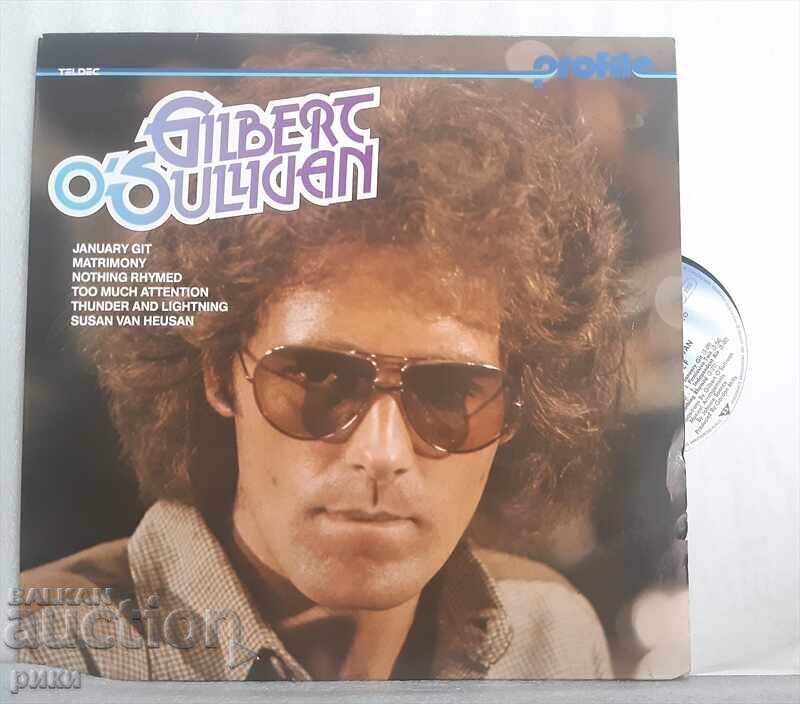 TELDEC
profile
GILBERT
O'SULLIVAN
JANUARY GIT
MATRIMONY
NOTHING RHYMED
TOO MUCH ATTENTION
THUNDER AND LIGHTNING
SUSAN VAN HEUSAN
BALKAN
auction
рики